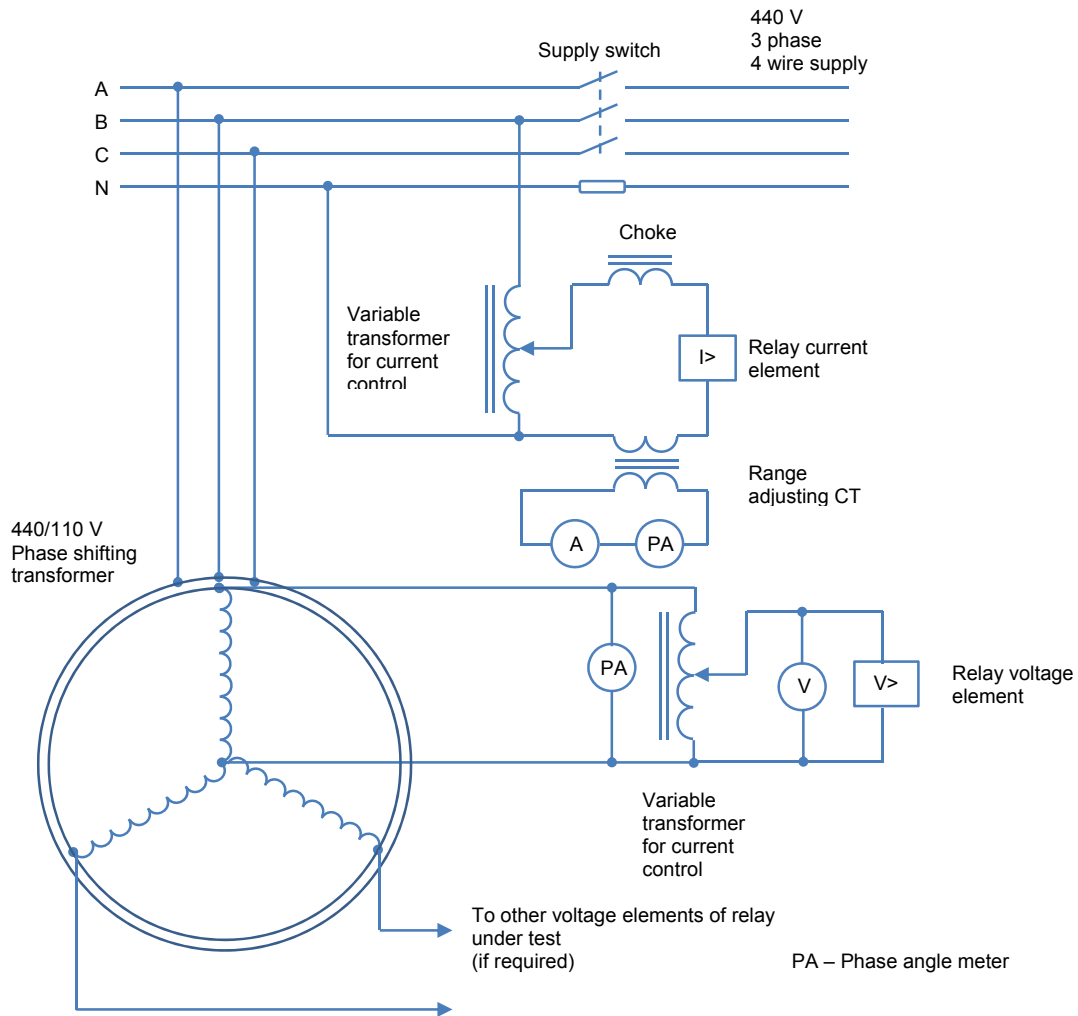 440 V
3 phase
4 wire supply
Supply switch
A
B
C
N
Choke
Variable
transformer
for current
control
I>
Relay current
element
Range
adjusting CT
A
PA
440/110 V
Phase shifting
transformer
PA
V
V>
Relay voltage
element
Variable
transformer
for current
control
To other voltage elements of relay
under test
(if required)
PA – Phase angle meter